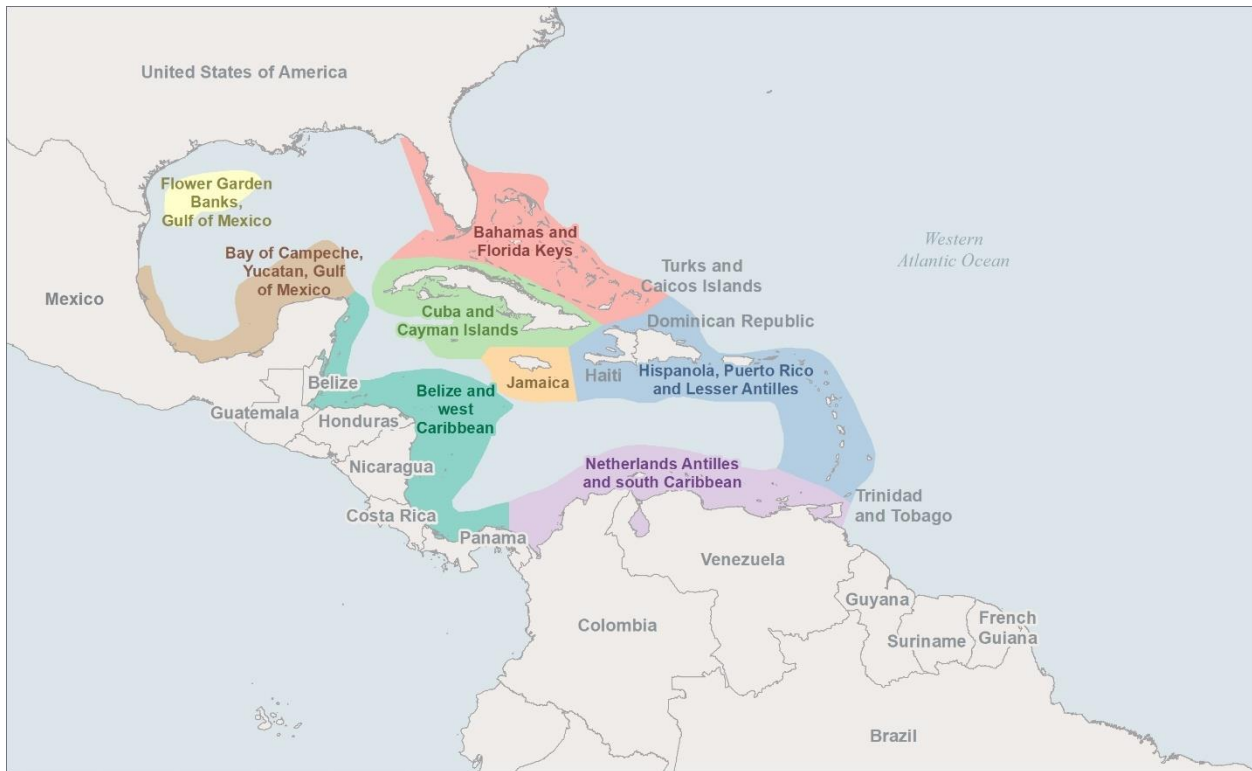 United States of America
Flower Garden
Banks,
Gulf of Mexico
Bay of Campeche,
Yucatan, Gulf
of Mexico
Mexico
Bahamas and
Florida Keys
Western
Atlantic Ocean
Turks and
Caicos Islands
Cuba and
Cayman Islands
Dominican Republic
Jamaica
Haiti
Hispanola, Puerto Rico
and Lesser Antilles
Belize
Belize and
west
Caribbean
Guatemala
Honduras
Nicaragua
Netherlands Antilles
and south Caribbean
Costa Rica
Panama
Trinidad
and Tobago
Venezuela
Guyana
Suriname
French
Guiana
Colombia
Brazil